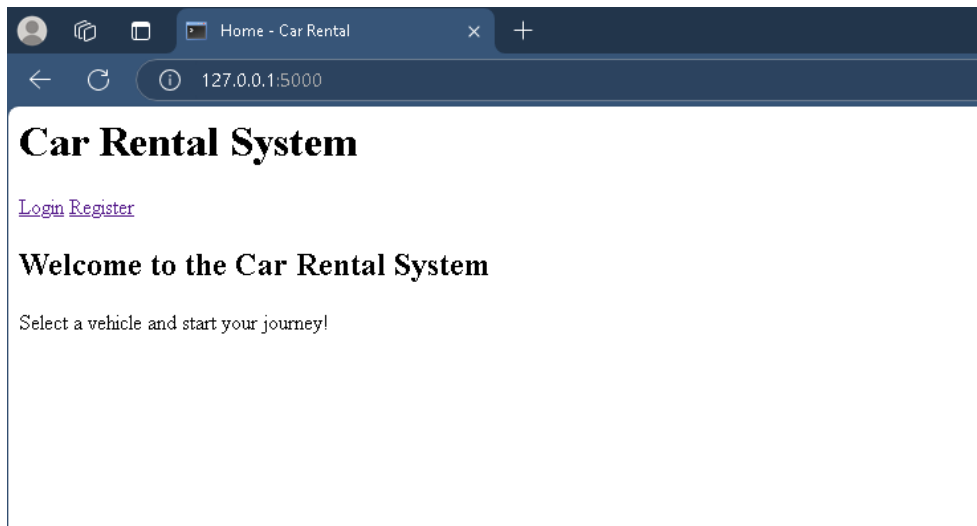 Home - Car Rental
127.0.0.1:5000
Car Rental System
Login Register
Welcome to the Car Rental System
Select a vehicle and start your journey!